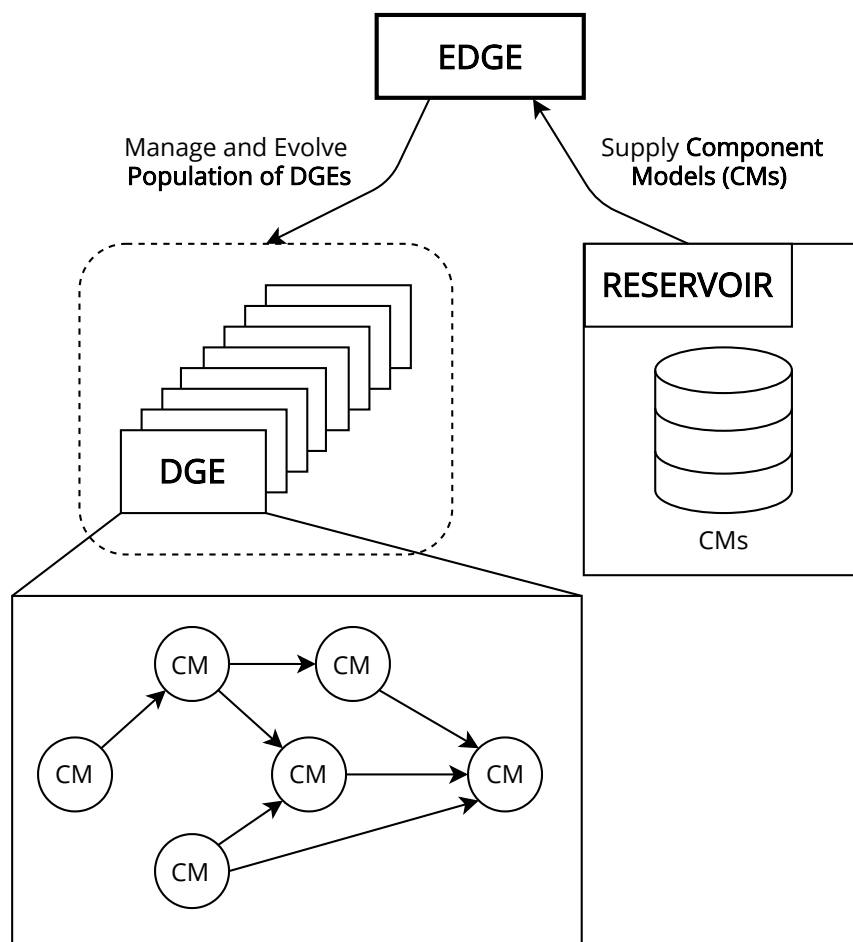 EDGE
Manage and Evolve
Population of DGEs
Supply Component
Models (CMs)
RESERVOIR
DGE
CMs
CM
CM
CM
CM
CM
CM